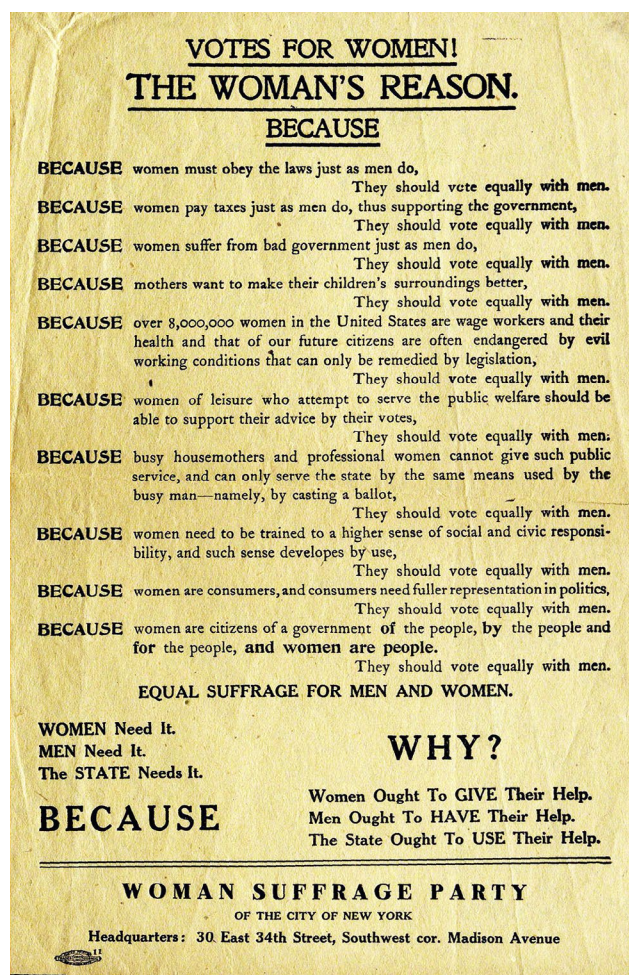 VOTES FOR WOMEN!
THE WOMAN'S REASON.
BECAUSE
BECAUSE women must obey the laws just as men do,
They should vote equally with men.
BECAUSE women pay taxes just as men do, thus supporting the government,
They should vote equally with men.
BECAUSE women suffer from bad government just as men do,
They should vote equally with men.
BECAUSE mothers want to make their children's surroundings better,
They should vote equally with men.
BECAUSE over 8,000,000 women in the United States are wage workers and their
health and that of our future citizens are often endangered by evil
working conditions that can only be remedied by legislation,
They should vote equally with men.
BECAUSE women of leisure who attempt to serve the public welfare should be
able to support their advice by their votes,
They should vote equally with men.
BECAUSE busy housemothers and professional women cannot give such public
service, and can only serve the state by the same means used by the
busy man—namely, by casting a ballot,
They should vote equally with men.
BECAUSE women need to be trained to a higher sense of social and civic responsi-
bility, and such sense developes by use,
They should vote equally with men.
BECAUSE women are consumers, and consumers need fuller representation in politics,
They should vote equally with men.
BECAUSE women are citizens of a government of the people, by the people and
for the people, and women are people.
They should vote equally with men.
EQUAL SUFFRAGE FOR MEN AND WOMEN.
WOMEN Need It.
MEN Need It.
The STATE Needs It.
WHY?
BECAUSE
Women Ought To GIVE Their Help.
Men Ought To HAVE Their Help.
The State Ought To USE Their Help.
WOMAN SUFFRAGE PARTY
OF THE CITY OF NEW YORK
Headquarters: 30 East 34th Street, Southwest cor. Madison Avenue
11